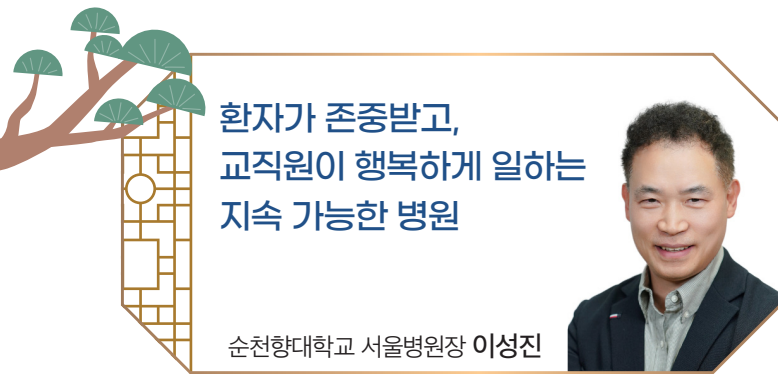 환자가 존중받고,
교직원이 행복하게 일하는
지속 가능한 병원
순천향대학교 서울병원장 이성진